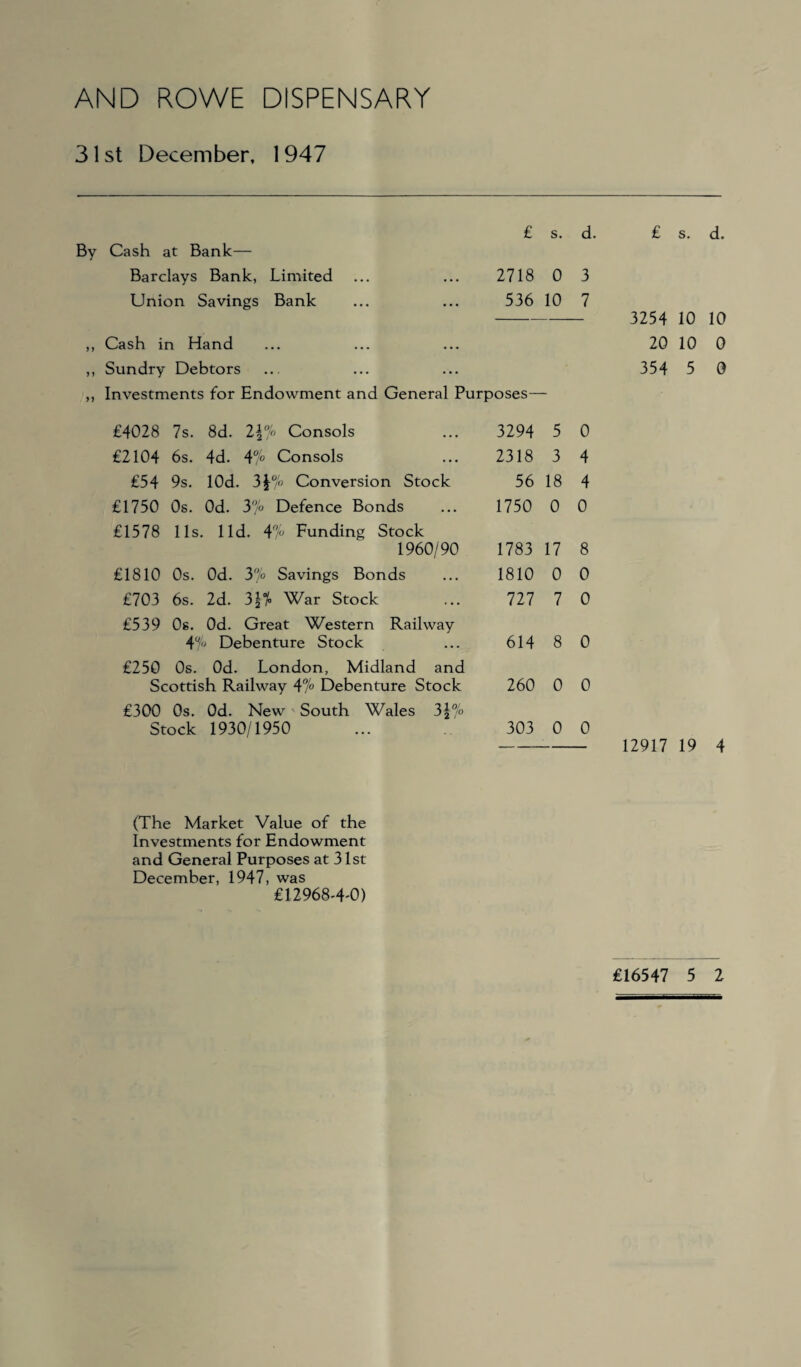 AND ROWE DISPENSARY
31st December, 1947
£ s. d. £ s. d.
By Cash at Bank—
Barclays Bank, Limited ... ... 2718 0 3
Union Savings Bank ... ... 536 10 7
3254 10 10
,, Cash in Hand ... ... ... 20 10 0
,, Sundry Debtors ... ... ... 354 5 0
,, Investments for Endowment and General Purposes—
£4028 7s. 8d. 2½% Consols ... 3294 5 0
£2104 6s. 4d. 4% Consols ... 2318 3 4
£54 9s. 10d. 3½% Conversion Stock 56 18 4
£1750 0s. 0d. 3% Defence Bonds ... 1750 0 0
£1578 11s. 11d. 4% Funding Stock
1960/90 1783 17 8
£1810 0s. 0d. 3% Savings Bonds ... 1810 0 0
£703 6s. 2d. 3½% War Stock ... 727 7 0
£539 0s. 0d. Great Western Railway
4% Debenture Stock ... 614 8 0
£250 0s. 0d. London, Midland and
Scottish Railway 4% Debenture Stock 260 0 0
£300 0s. 0d. New South Wales 3½%
Stock 1930/1950 ... 303 0 0
12917 19 4
(The Market Value of the
Investments for Endowment
and General Purposes at 31st
December, 1947, was
£12968-4-0)
£16547 5 2